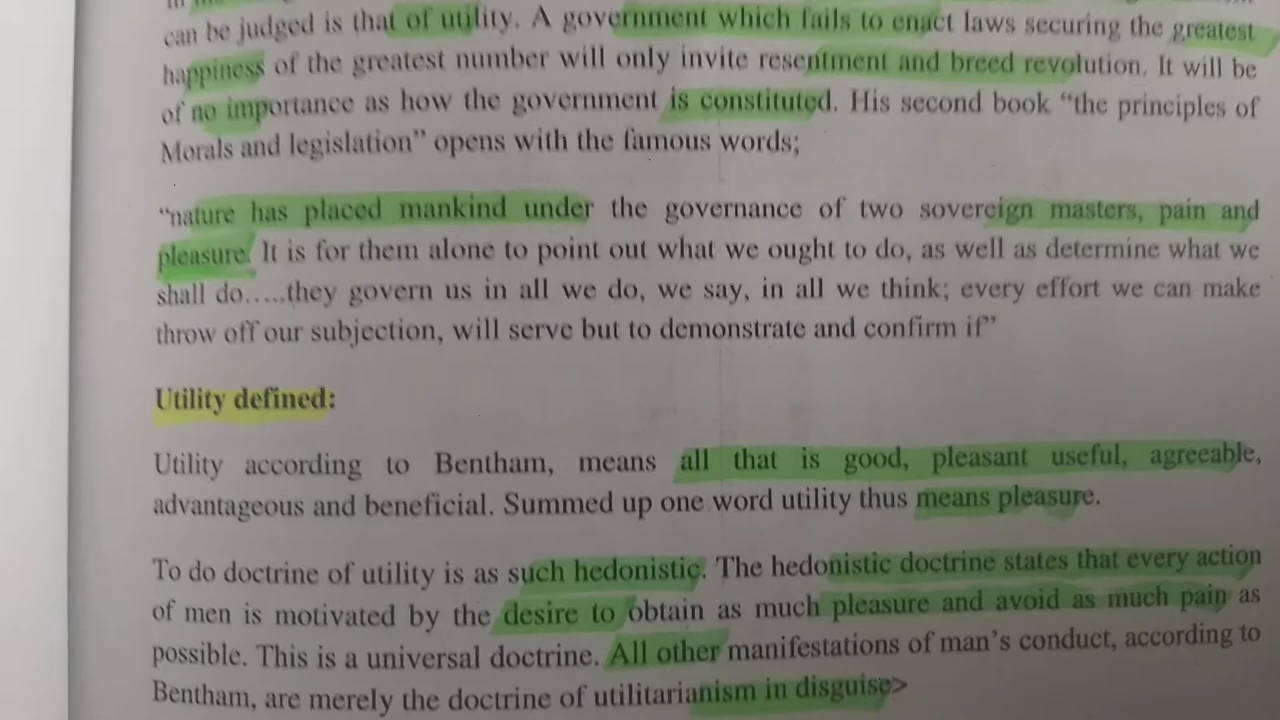 can be judged is that of utility. A government which fails to enact laws securing the greatest
happiness of the greatest number will only invite resentment and breed revolution. It will be
of no importance as how the government is constituted. His second book “the principles of
Morals and legislation” opens with the famous words;
“nature has placed mankind under the governance of two sovereign masters, pain and
pleasure. It is for them alone to point out what we ought to do, as well as determine what we
shall do…..they govern us in all we do, we say, in all we think; every effort we can make
throw off our subjection, will serve but to demonstrate and confirm if”
Utility defined:
Utility according to Bentham, means all that is good, pleasant useful, agreeable,
advantageous and beneficial. Summed up one word utility thus means pleasure.
To do doctrine of utility is as such hedonistic. The hedonistic doctrine states that every action
of men is motivated by the desire to obtain as much pleasure and avoid as much pain as
possible. This is a universal doctrine. All other manifestations of man’s conduct, according to
Bentham, are merely the doctrine of utilitarianism in disguise>